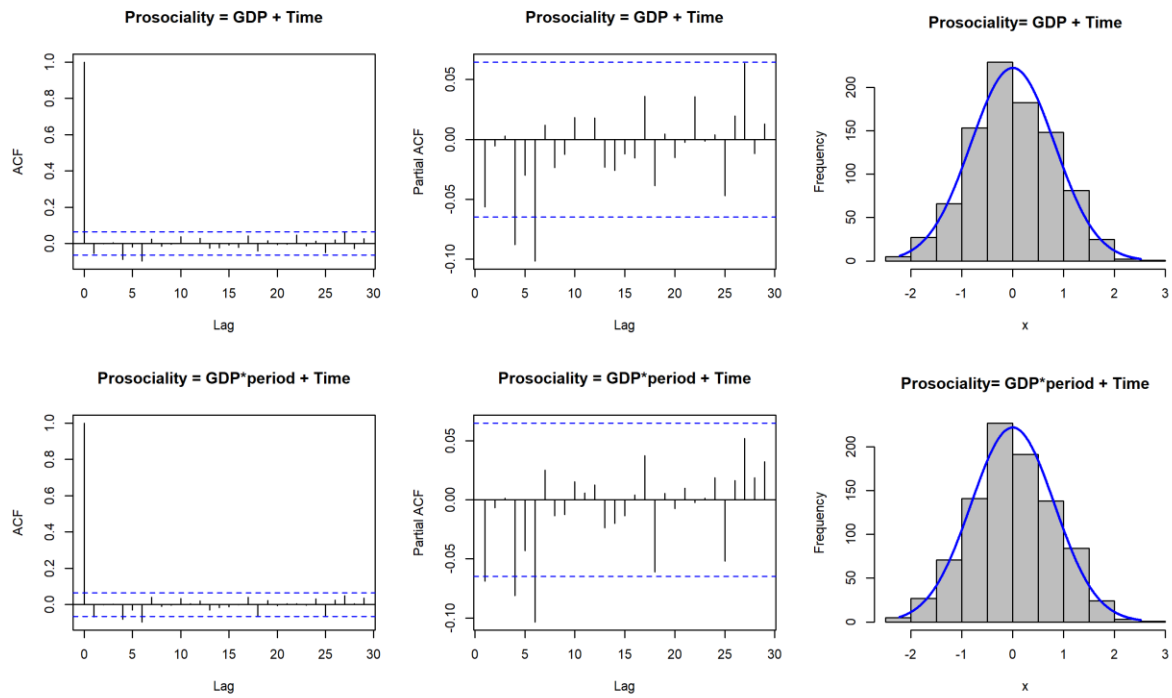 Prosociality = GDP + Time
ACF
0.0 0.2 0.4 0.6 0.8 1.0
0 5 10 15 20 25 30
Lag
Prosociality = GDP + Time
Partial ACF
-0.10 -0.05 0.00 0.05
0 5 10 15 20 25 30
Lag
Prosociality= GDP + Time
Frequency
0 50 100 150 200
-2 -1 0 1 2 3
x
Prosociality = GDP*period + Time
ACF
0.0 0.2 0.4 0.6 0.8 1.0
0 5 10 15 20 25 30
Lag
Prosociality = GDP*period + Time
Partial ACF
-0.10 -0.05 0.00 0.05
0 5 10 15 20 25 30
Lag
Prosociality= GDP*period + Time
Frequency
0 50 100 150 200
-2 -1 0 1 2 3
x